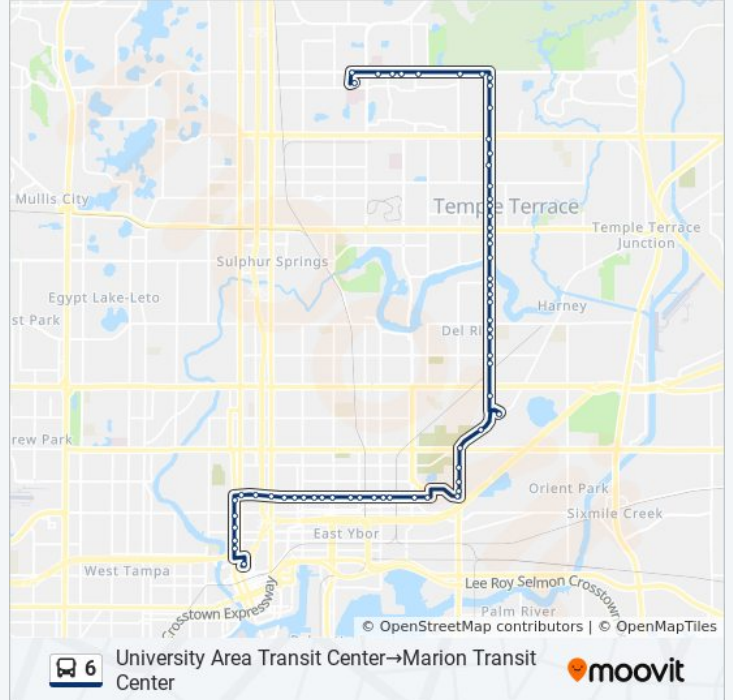 Mullis City
Temple Terrace
Temple Terrace
Junction
Sulphur Springs
Egypt Lake-Leto
Harney
st Park
Del Ri
rew Park
Orient Park
Sixmile Creek
East Ybor
West Tampa
Lee Roy Selmon Crosstown
Crosstown Expressway
Palm River
© OpenStreetMap contributors | © OpenMapTiles
6
University Area Transit Center→Marion Transit
Center
moovit